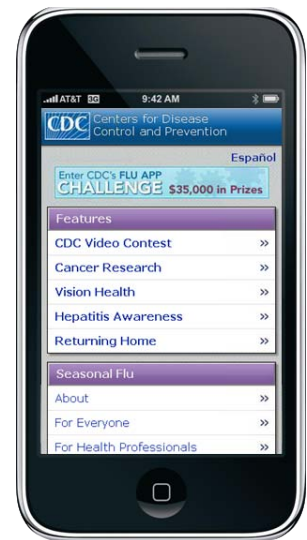 AT&T 3G 9:42 AM
CDC Centers for Disease
Control and Prevention
Español
Enter CDC's FLU APP
CHALLENGE $35,000 in Prizes
Features
CDC Video Contest »
Cancer Research »
Vision Health »
Hepatitis Awareness »
Returning Home »
Seasonal Flu
About »
For Everyone »
For Health Professionals »